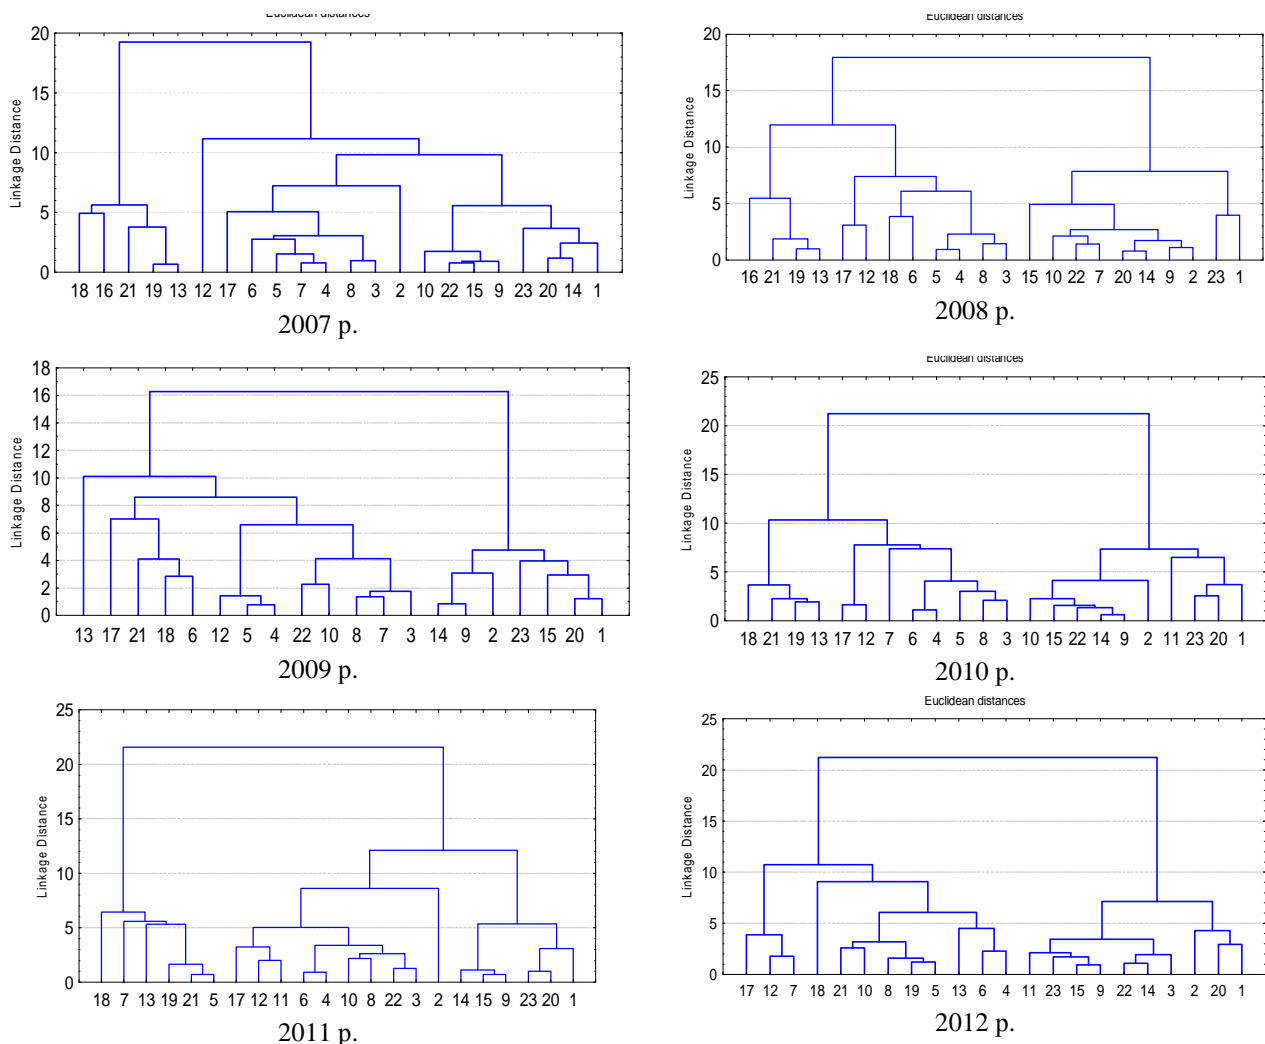 Euclidean distances
20
15
10
5
0
Linkage Distance
18 16 21 19 13 12 17 6 5 7 4 8 3 2 10 22 15 9 23 20 14 1
2007 р.
Euclidean distances
20
15
10
5
0
Linkage Distance
16 21 19 13 17 12 18 6 5 4 8 3 15 10 22 7 20 14 9 2 23 1
2008 р.
18
16
14
12
10
8
6
4
2
0
Linkage Distance
13 17 21 18 6 12 5 4 22 10 8 7 3 14 9 2 23 15 20 1
2009 р.
Euclidean distances
25
20
15
10
5
0
Linkage Distance
18 21 19 13 17 12 7 6 4 5 8 3 10 15 22 14 9 2 11 23 20 1
2010 р.
25
20
15
10
5
0
Linkage Distance
18 7 13 19 21 5 17 12 11 6 4 10 8 22 3 2 14 15 9 23 20 1
2011 р.
Euclidean distances
25
20
15
10
5
0
Linkage Distance
17 12 7 18 21 10 8 19 5 13 6 4 11 23 15 9 22 14 3 2 20 1
2012 р.